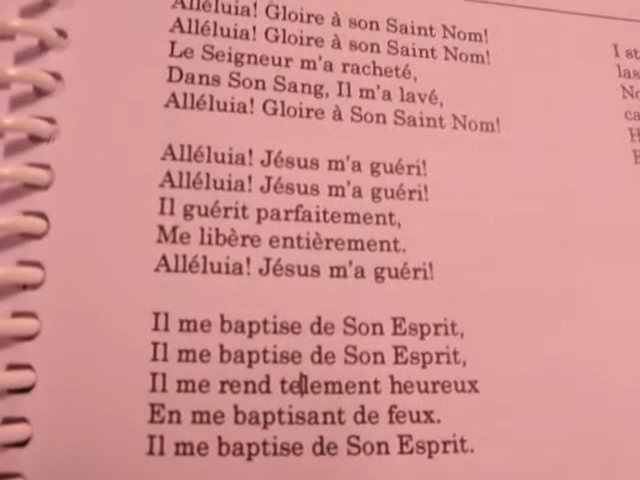 Alléluia! Gloire à son Saint Nom!
Alléluia! Gloire à son Saint Nom!
Le Seigneur m'a racheté,
Dans Son Sang, Il m'a lavé,
Alléluia! Gloire à Son Saint Nom!
Alléluia! Jésus m'a guéri!
Alléluia! Jésus m'a guéri!
Il guérit parfaitement,
Me libère entièrement.
Alléluia! Jésus m'a guéri!
Il me baptise de Son Esprit,
Il me baptise de Son Esprit,
Il me rend tellement heureux
En me baptisant de feux.
Il me baptise de Son Esprit.
I